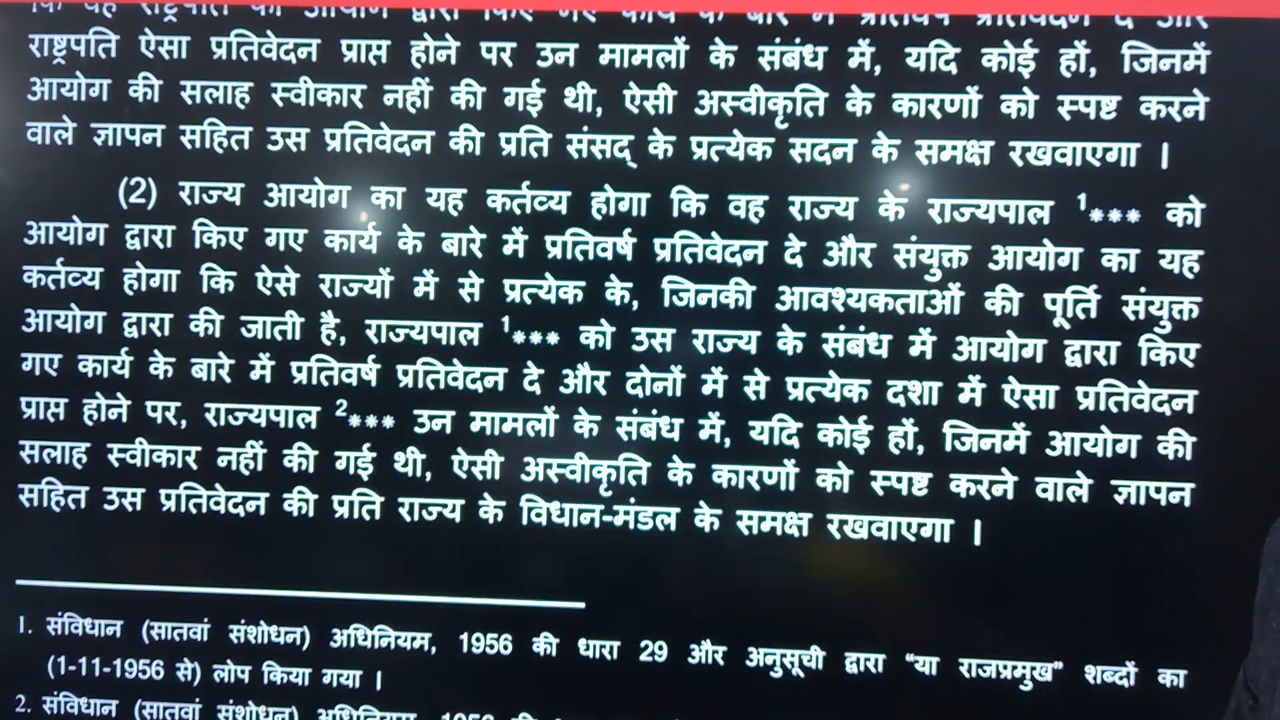 राष्ट्रपति ऐसा प्रतिवेदन प्राप्त होने पर उन मामलों के संबंध में, यदि कोई हों, जिनमें
आयोग की सलाह स्वीकार नहीं की गई थी, ऐसी अस्वीकृति के कारणों को स्पष्ट करने
वाले ज्ञापन सहित उस प्रतिवेदन की प्रति संसद् के प्रत्येक सदन के समक्ष रखवाएगा ।
(2) राज्य आयोग का यह कर्तव्य होगा कि वह राज्य के राज्यपाल ¹*** को
आयोग द्वारा किए गए कार्य के बारे में प्रतिवर्ष प्रतिवेदन दे और संयुक्त आयोग का यह
कर्तव्य होगा कि ऐसे राज्यों में से प्रत्येक के, जिनकी आवश्यकताओं की पूर्ति संयुक्त
आयोग द्वारा की जाती है, राज्यपाल ¹*** को उस राज्य के संबंध में आयोग द्वारा किए
गए कार्य के बारे में प्रतिवर्ष प्रतिवेदन दे और दोनों में से प्रत्येक दशा में ऐसा प्रतिवेदन
प्राप्त होने पर, राज्यपाल ²*** उन मामलों के संबंध में, यदि कोई हों, जिनमें आयोग की
सलाह स्वीकार नहीं की गई थी, ऐसी अस्वीकृति के कारणों को स्पष्ट करने वाले ज्ञापन
सहित उस प्रतिवेदन की प्रति राज्य के विधान-मंडल के समक्ष रखवाएगा ।
1. संविधान (सातवां संशोधन) अधिनियम, 1956 की धारा 29 और अनुसूची द्वारा “या राजप्रमुख” शब्दों का
(1-11-1956 से) लोप किया गया ।
2. संविधान (सातवां संशोधन) अधिनियम, 1956 की